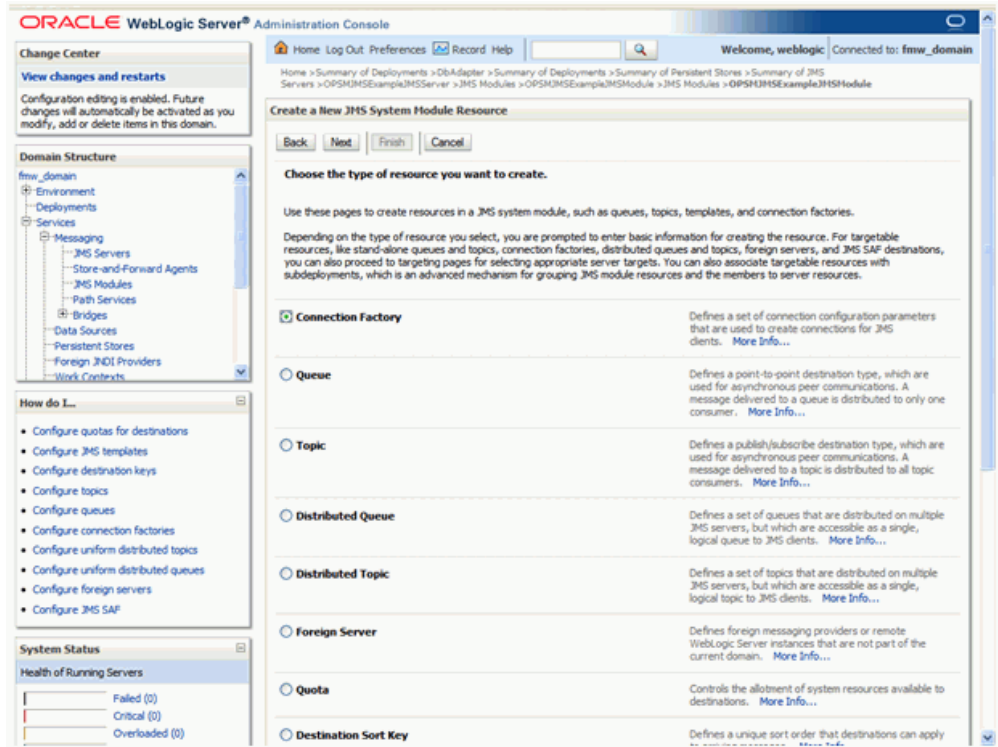 ORACLE WebLogic Server® Administration Console
Change Center
View changes and restarts
Configuration editing is enabled. Future
changes will automatically be activated as you
modify, add or delete items in this domain.
Domain Structure
fmw_domain
Environment
Deployments
Services
Messaging
JMS Servers
Store-and-Forward Agents
JMS Modules
Path Services
Bridges
Data Sources
Persistent Stores
Foreign JNDI Providers
Work Contexts
How do I...
Configure quotas for destinations
Configure JMS templates
Configure destination keys
Configure topics
Configure queues
Configure connection factories
Configure uniform distributed topics
Configure uniform distributed queues
Configure foreign servers
Configure JMS SAF
System Status
Health of Running Servers
Failed (0)
Critical (0)
Overloaded (0)
Home Log Out Preferences Record Help
Welcome, weblogic Connected to: fmw_domain
Home >Summary of Deployments >DbAdapter >Summary of Deployments >Summary of Persistent Stores >Summary of JMS
Servers >OPSMJMSExampleJMSServer >JMS Modules >OPSMJMSExampleJMSModule >JMS Modules >OPSMJMSExampleJMSModule
Create a New JMS System Module Resource
Back Next Finish Cancel
Choose the type of resource you want to create.
Use these pages to create resources in a JMS system module, such as queues, topics, templates, and connection factories.
Depending on the type of resource you select, you are prompted to enter basic information for creating the resource. For targetable
resources, like stand-alone queues and topics, connection factories, distributed queues and topics, foreign servers, and JMS SAF destinations,
you can also proceed to targeting pages for selecting appropriate server targets. You can also associate targetable resources with
subdeployments, which is an advanced mechanism for grouping JMS module resources and the members to server resources.
Connection Factory
Defines a set of connection configuration parameters
that are used to create connections for JMS
clients. More Info...
Queue
Defines a point-to-point destination type, which are
used for asynchronous peer communications. A
message delivered to a queue is distributed to only one
consumer. More Info...
Topic
Defines a publish/subscribe destination type, which are
used for asynchronous peer communications. A
message delivered to a topic is distributed to all topic
consumers. More Info...
Distributed Queue
Defines a set of queues that are distributed on multiple
JMS servers, but which are accessible as a single,
logical queue to JMS clients. More Info...
Distributed Topic
Defines a set of topics that are distributed on multiple
JMS servers, but which are accessible as a single,
logical topic to JMS clients. More Info...
Foreign Server
Defines foreign messaging providers or remote
WebLogic Server instances that are not part of the
current domain. More Info...
Quota
Controls the allotment of system resources available to
destinations. More Info...
Destination Sort Key
Defines a unique sort order that destinations can apply
to arriving messages. More Info...